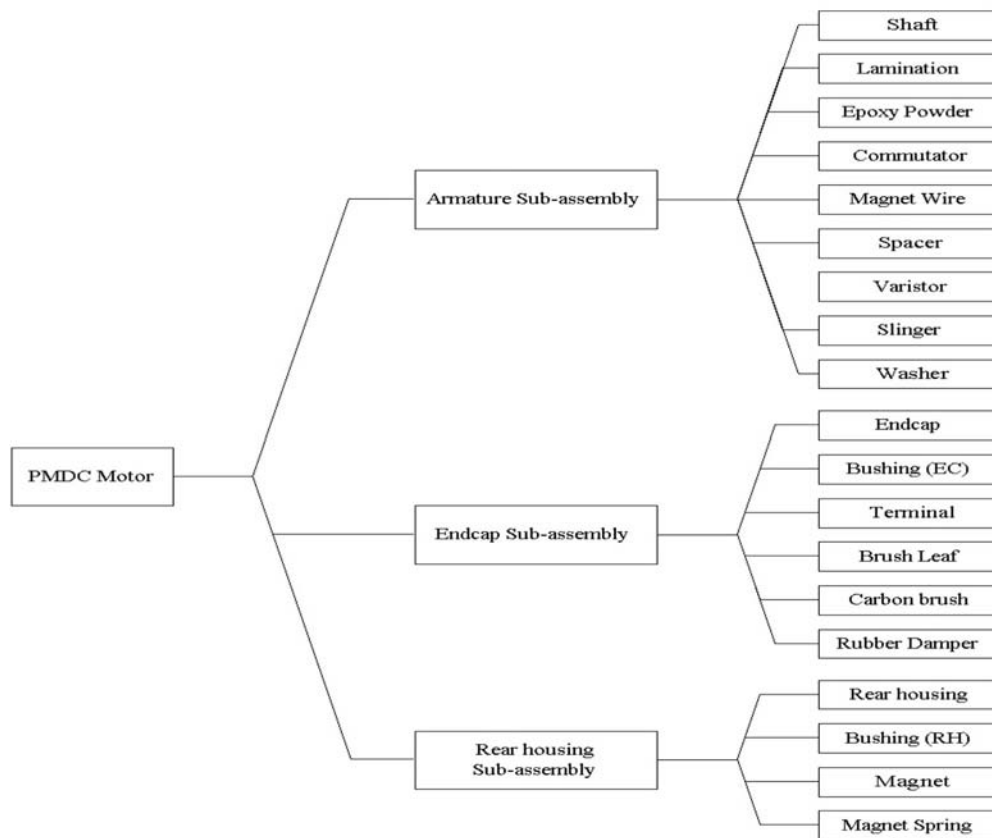 Shaft
Lamination
Epoxy Powder
Commutator
Armature Sub-assembly
Magnet Wire
Spacer
Varistor
Slinger
Washer
Endcap
PMDC Motor
Bushing (EC)
Terminal
Endcap Sub-assembly
Brush Leaf
Carbon brush
Rubber Damper
Rear housing
Bushing (RH)
Rear housing
Sub-assembly
Magnet
Magnet Spring